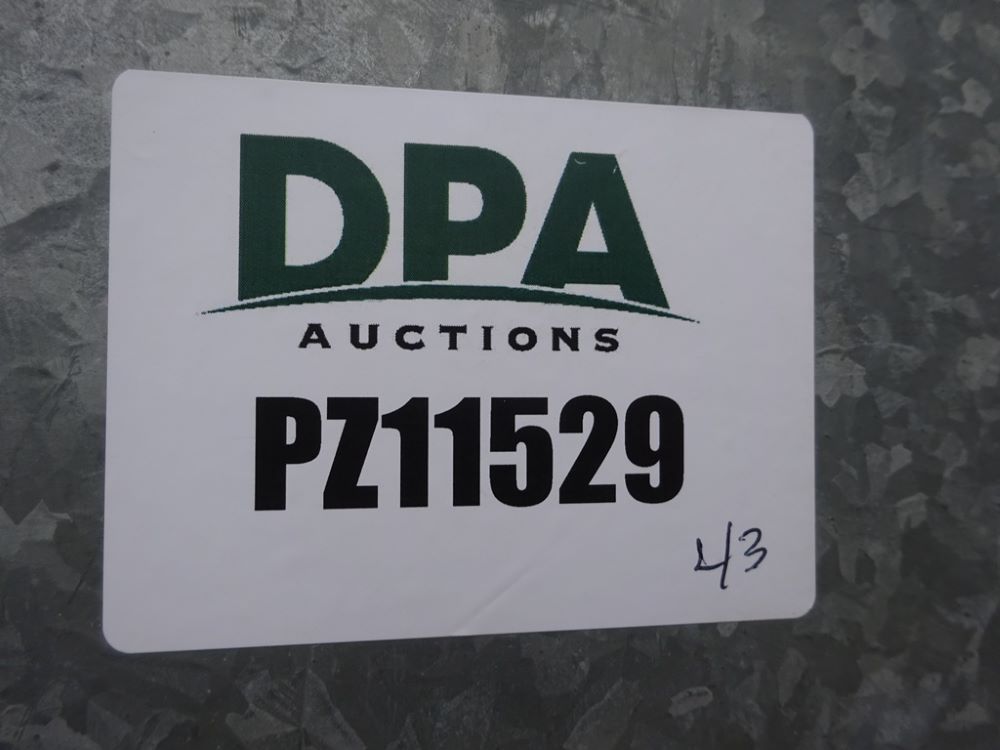 DPA
AUCTIONS
PZ11529
43